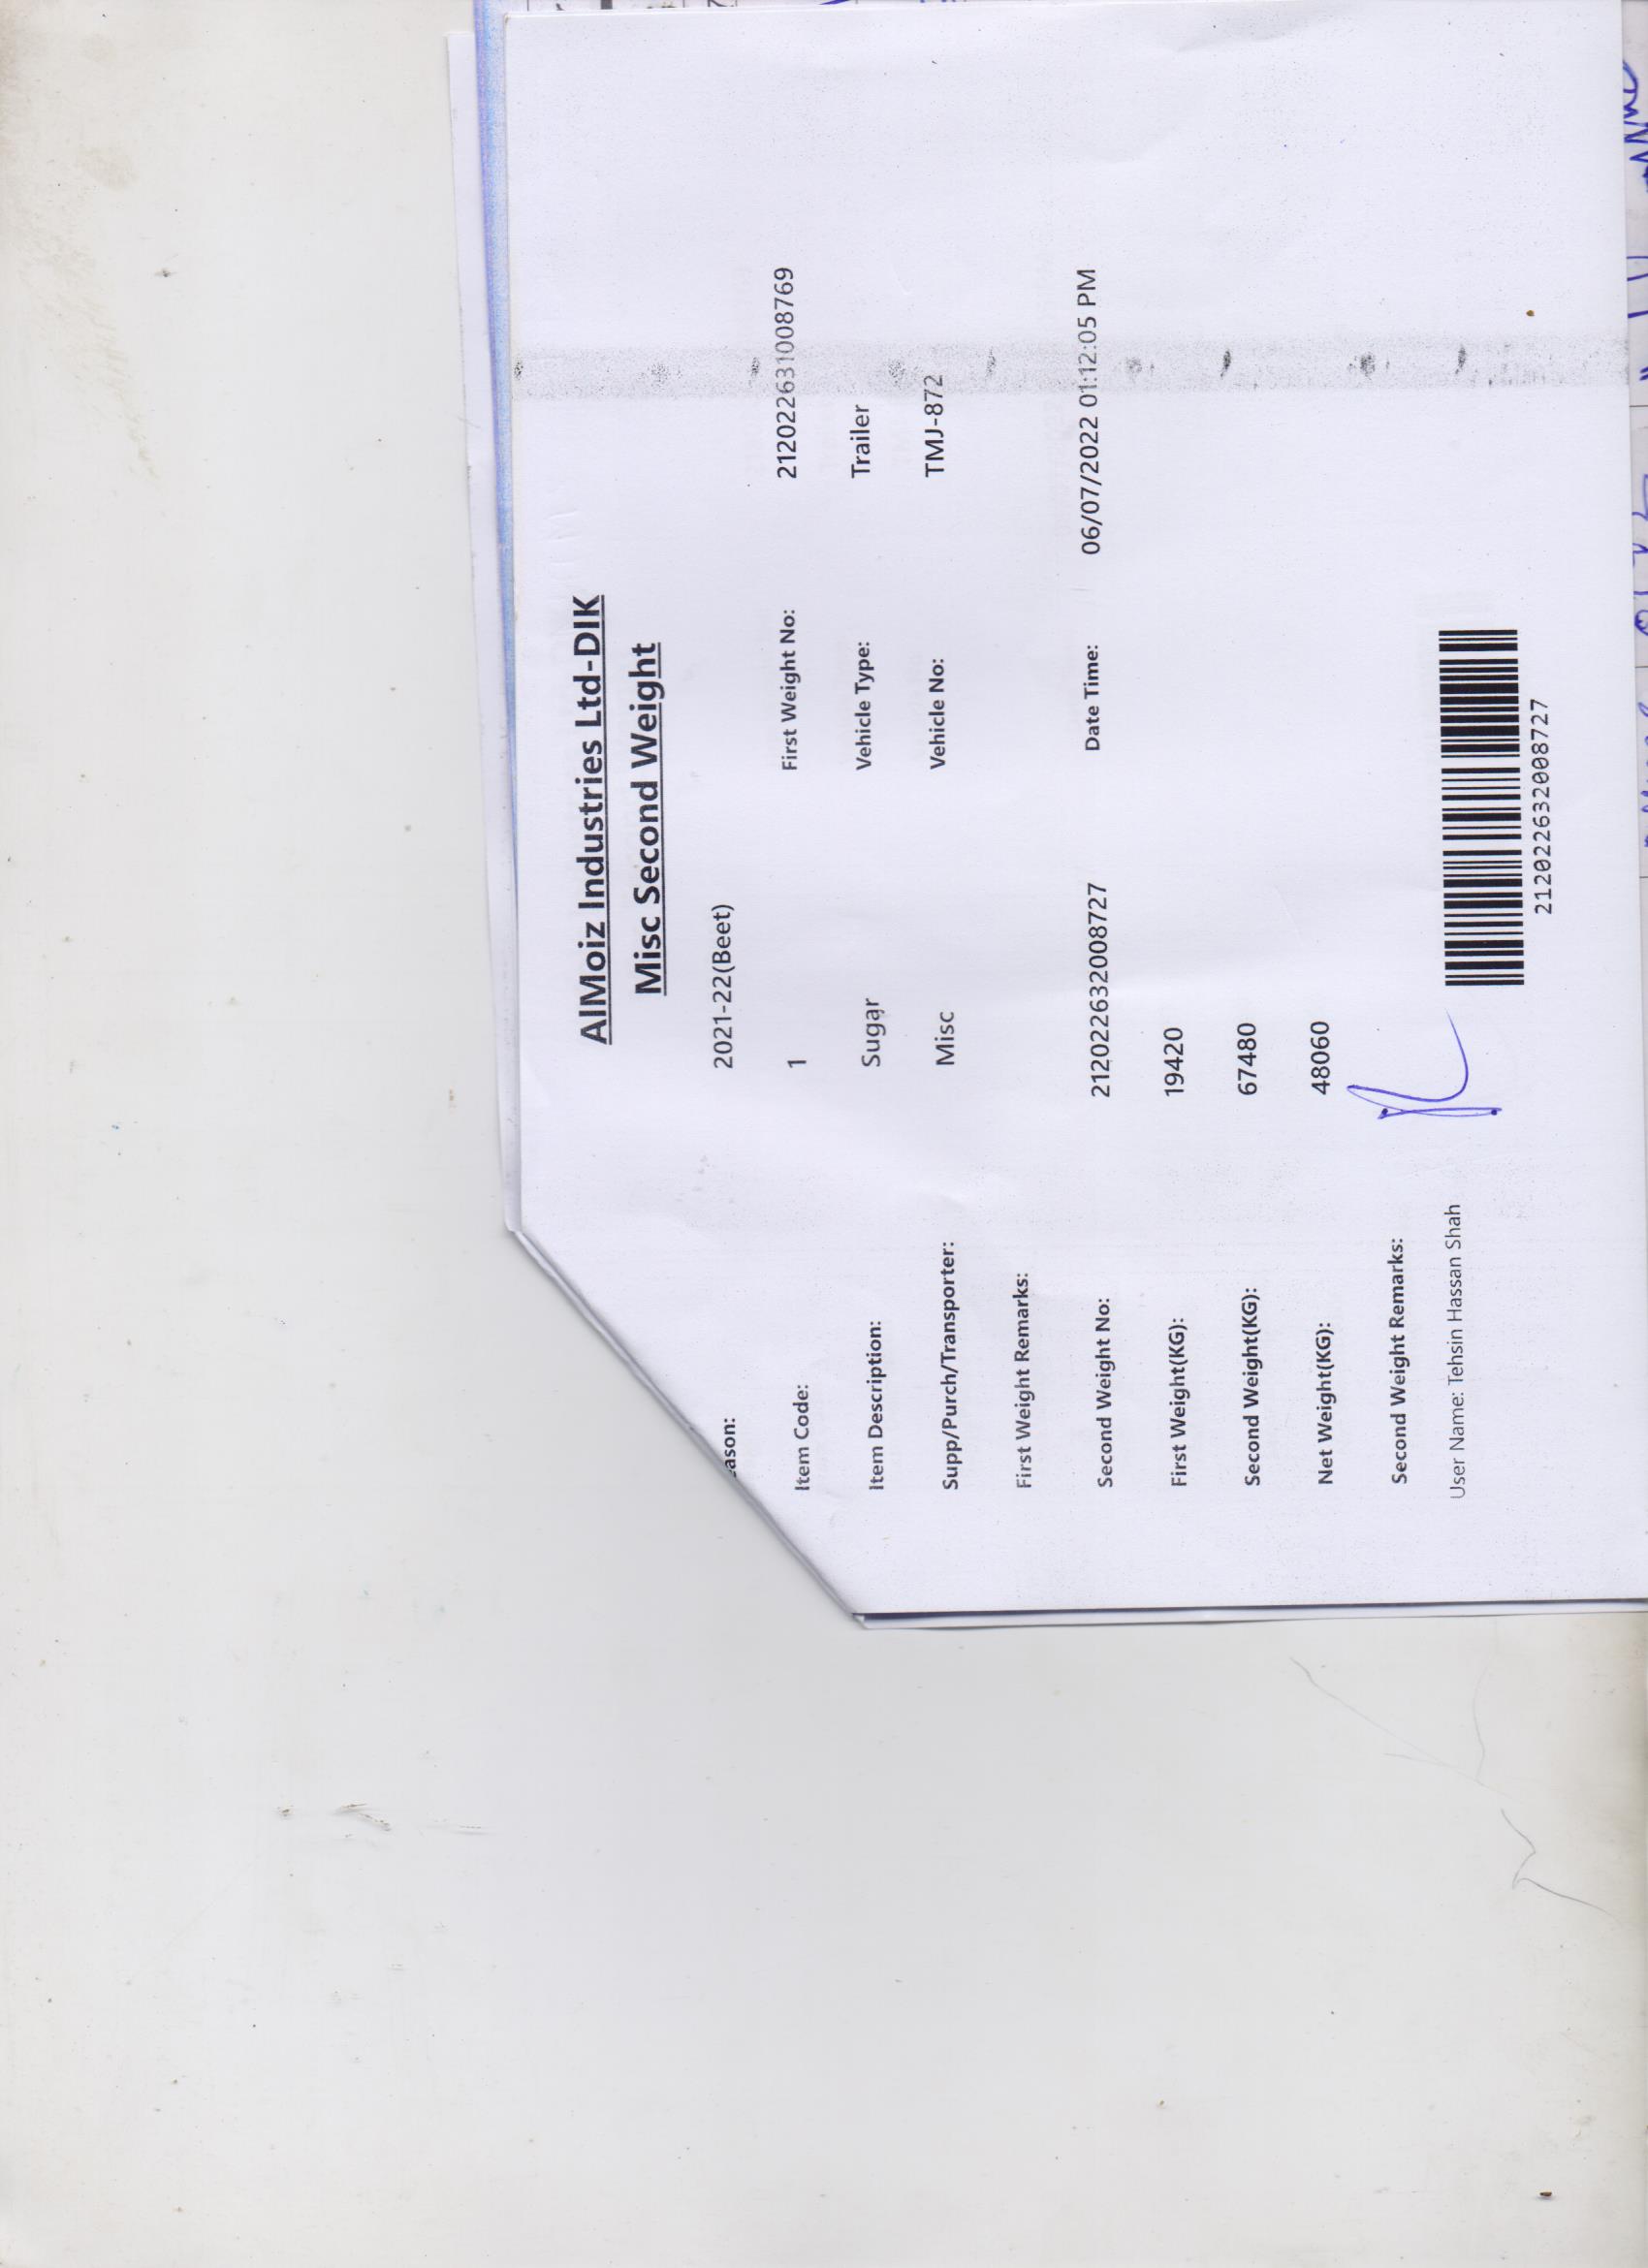 AlMoiz Industries Ltd-DIK
Misc Second Weight
ason: 2021-22(Beet)
Item Code: 1 First Weight No: 212022631008769
Item Description: Sugar Vehicle Type: Trailer
Supp/Purch/Transporter: Misc Vehicle No: TMJ-872
First Weight Remarks:
Second Weight No: 212022632008727 Date Time: 06/07/2022 01:12:05 PM
First Weight(KG): 19420
Second Weight(KG): 67480
Net Weight(KG): 48060
Second Weight Remarks:
User Name: Tehsin Hassan Shah
212022632008727